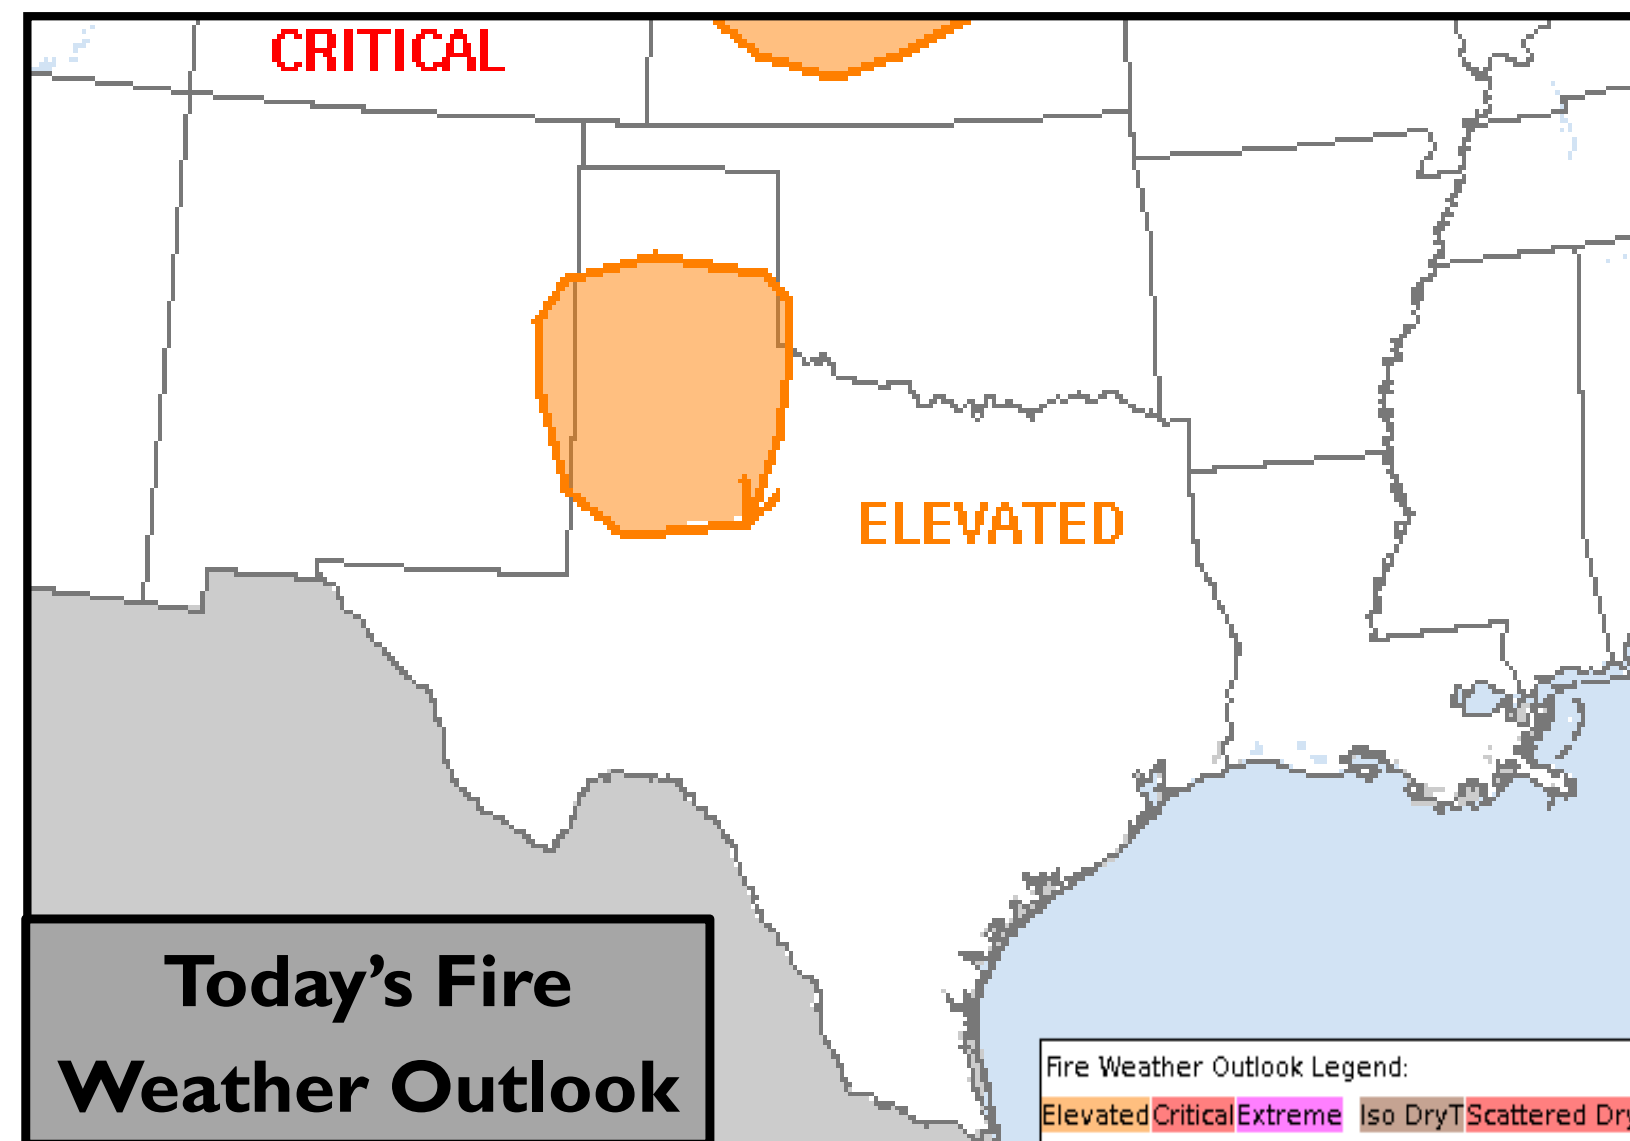 CRITICAL
ELEVATED
Today's Fire
Weather Outlook
Fire Weather Outlook Legend:
Elevated Critical Extreme Iso DryT Scattered Dry